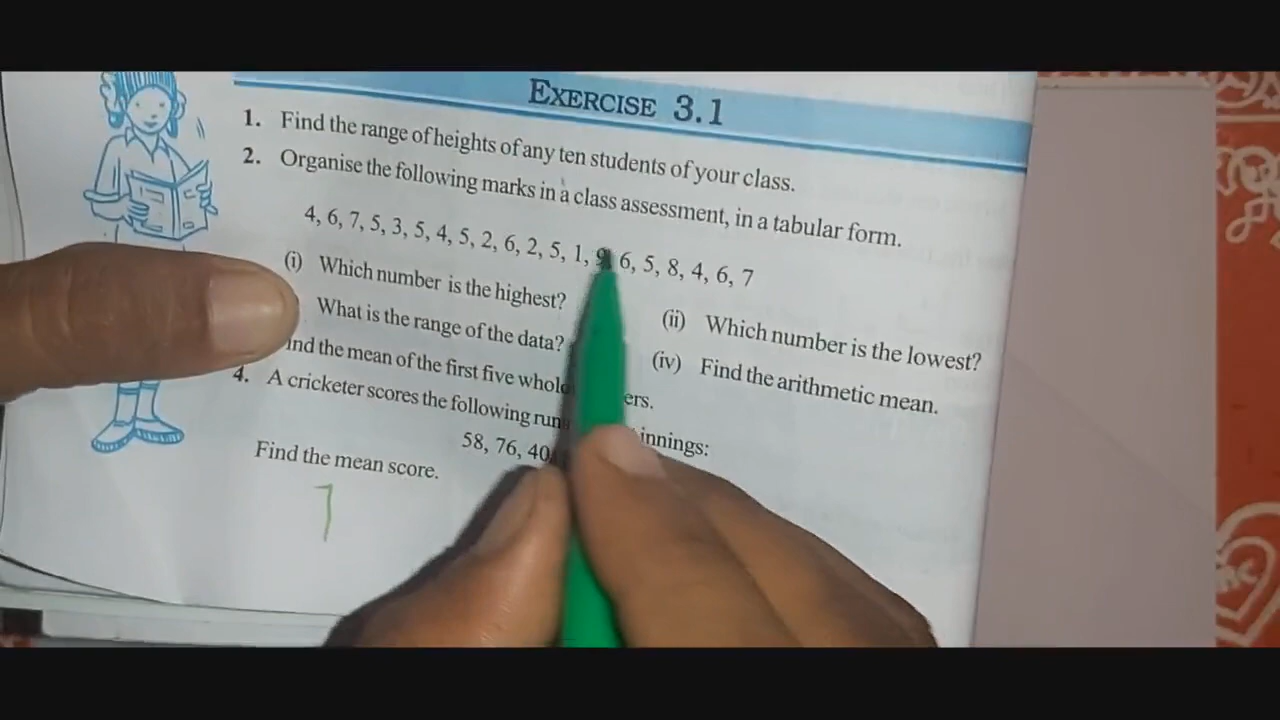 EXERCISE 3.1
1. Find the range of heights of any ten students of your class.
2. Organise the following marks in a class assessment, in a tabular form.
4, 6, 7, 5, 3, 5, 4, 5, 2, 6, 2, 5, 1, 9, 6, 5, 8, 4, 6, 7
(i) Which number is the highest? (ii) Which number is the lowest?
What is the range of the data? (iv) Find the arithmetic mean.
ind the mean of the first five whol ers.
4. A cricketer scores the following run innings:
58, 76, 40
Find the mean score.
7